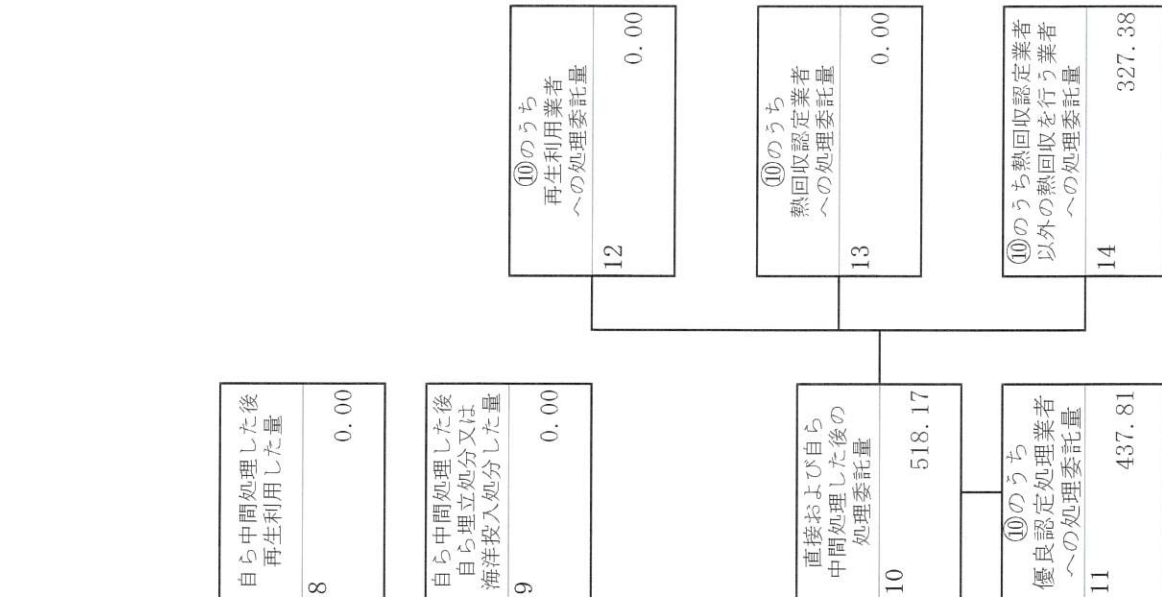 自ら中間処理した後
再生利用した量
8
0.00
自ら中間処理した後
自ら埋立処分又は
海洋投入処分した量
9
0.00
直接および自ら
中間処理した後の
処理委託量
10
518.17
⑩のうち
優良認定処理業者
への処理委託量
11
437.81
⑩のうち
再生利用業者
への処理委託量
12
0.00
⑩のうち
熱回収認定業者
への処理委託量
13
0.00
⑩のうち熱回収認定業者
以外の熱回収を行う業者
への処理委託量
14
327.38